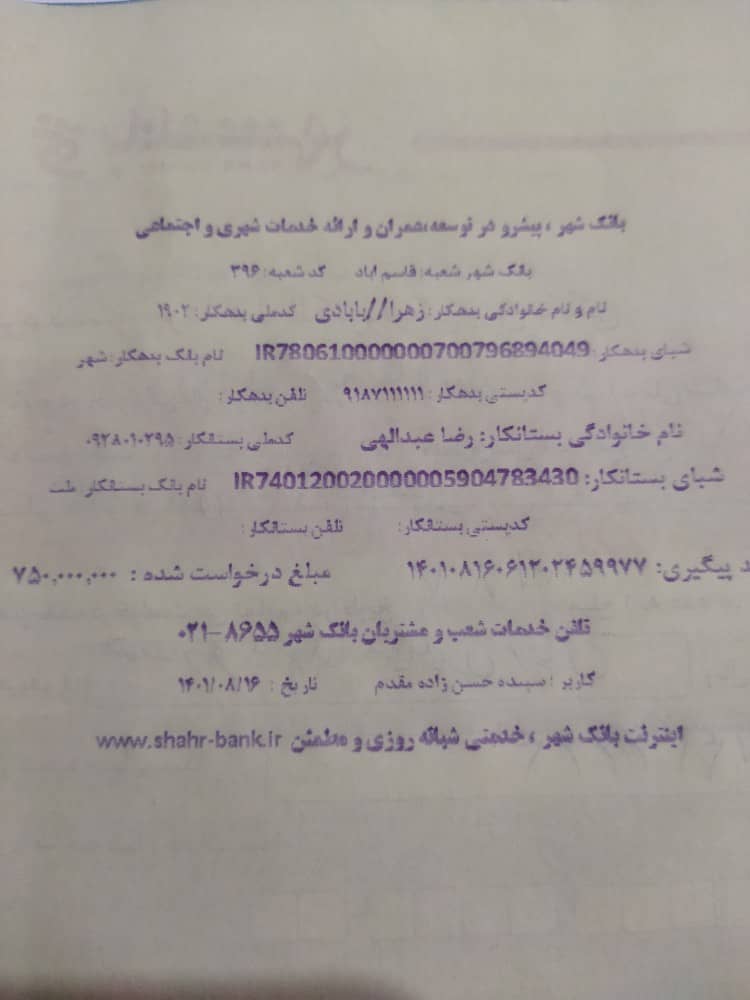 بانک شهر ، پیشرو در توسعه،عمران و ارائه خدمات شهری و اجتماعی
بانک شهر شعبه: قاسم اباد کد شعبه: ۳۹۶
نام و نام خانوادگی بدهکار: زهرا//بابادی کدملی بدهکار: ۱۹۰۲
شبای بدهکار: IR780610000000700796894049 نام بانک بدهکار: شهر
کدپستی بدهکار: ۹۱۸۷۱۱۱۱۱۱ تلفن بدهکار:
نام خانوادگی بستانکار: رضا عبدالهی کدملی بستانکار: ۰۹۲۸۰۱۰۲۹۵
شبای بستانکار: IR740120020000005904783430 نام بانک بستانکار: ملت
کدپستی بستانکار: تلفن بستانکار:
د پیگیری: ۱۴۰۱۰۸۱۶۰۶۱۲۰۲۴۵۹۹۷۷ مبلغ درخواست شده : ۷۵۰,۰۰۰,۰۰۰
تلفن خدمات شعب و مشتریان بانک شهر ۸۶۵۵-۰۲۱
کاربر : سپیده حسن زاده مقدم تاریخ : ۱۴۰۱/۰۸/۱۶
اینترنت بانک شهر ، خدمتی شبانه روزی و مطمئن www.shahr-bank.ir